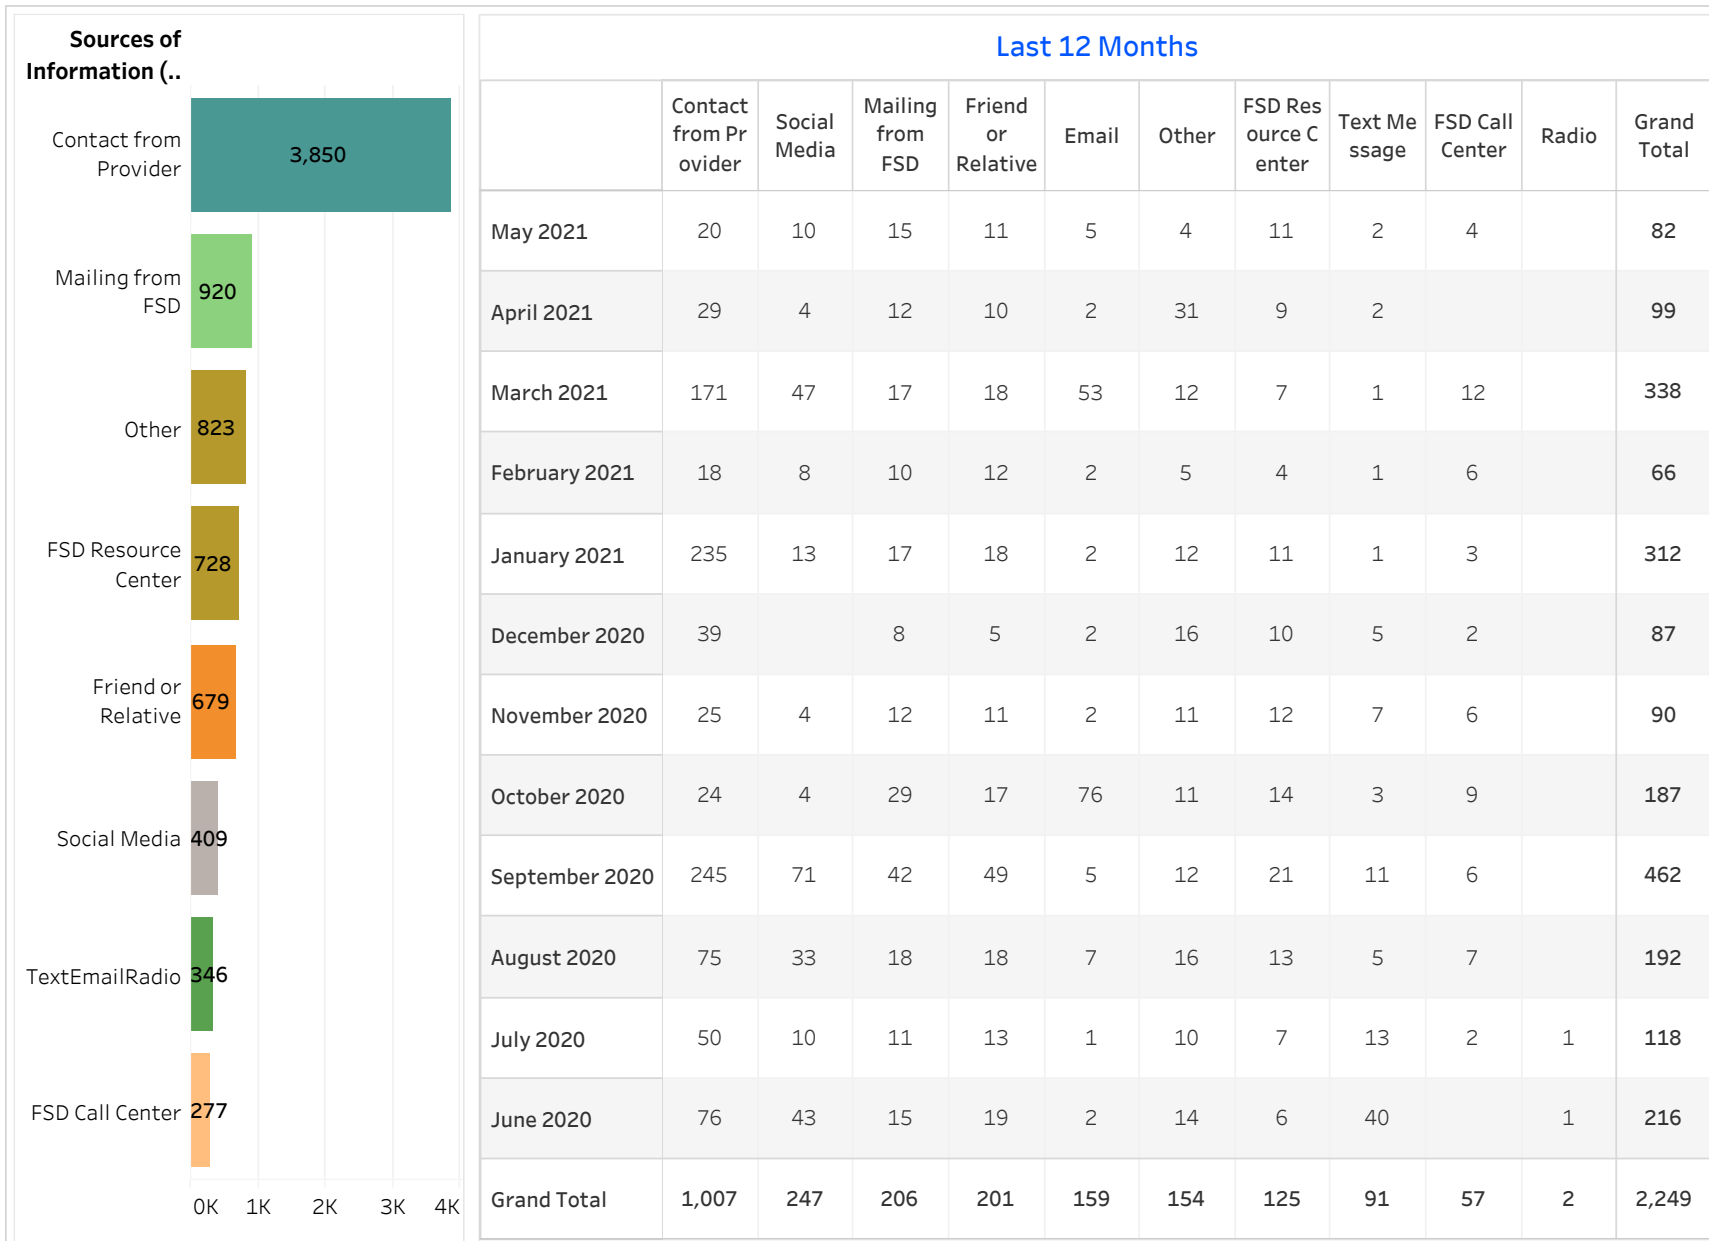 Sources of
Information (..
Contact from
Provider
3,850
Mailing from
FSD
920
Other
823
FSD Resource
Center
728
Friend or
Relative
679
Social Media
409
TextEmailRadio
346
FSD Call Center
277
0K 1K 2K 3K 4K
Last 12 Months
Contact
from Pr
ovider
Social
Media
Mailing
from
FSD
Friend
or
Relative
Email
Other
FSD Res
ource C
enter
Text Me
ssage
FSD Call
Center
Radio
Grand
Total
May 2021 20 10 15 11 5 4 11 2 4 82
April 2021 29 4 12 10 2 31 9 2 99
March 2021 171 47 17 18 53 12 7 1 12 338
February 2021 18 8 10 12 2 5 4 1 6 66
January 2021 235 13 17 18 2 12 11 1 3 312
December 2020 39 8 5 2 16 10 5 2 87
November 2020 25 4 12 11 2 11 12 7 6 90
October 2020 24 4 29 17 76 11 14 3 9 187
September 2020 245 71 42 49 5 12 21 11 6 462
August 2020 75 33 18 18 7 16 13 5 7 192
July 2020 50 10 11 13 1 10 7 13 2 1 118
June 2020 76 43 15 19 2 14 6 40 1 216
Grand Total 1,007 247 206 201 159 154 125 91 57 2 2,249